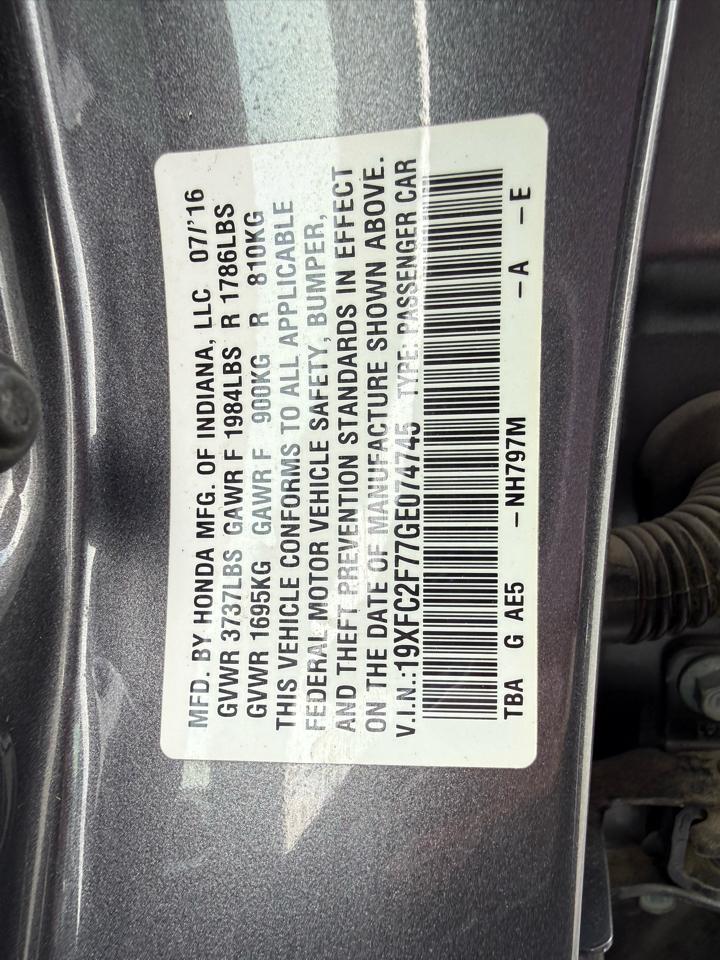 MFD. BY HONDA MFG. OF INDIANA, LLC 07/'16
GVWR 3737LBS GAWR F 1984LBS R 1786LBS
GVWR 1695KG GAWR F 900KG R 810KG
THIS VEHICLE CONFORMS TO ALL APPLICABLE
FEDERAL MOTOR VEHICLE SAFETY, BUMPER,
AND THEFT PREVENTION STANDARDS IN EFFECT
ON THE DATE OF MANUFACTURE SHOWN ABOVE.
V.I.N.:19XFC2F77GE074745 TYPE: PASSENGER CAR
TBA G AE5 – NH797M –A –E